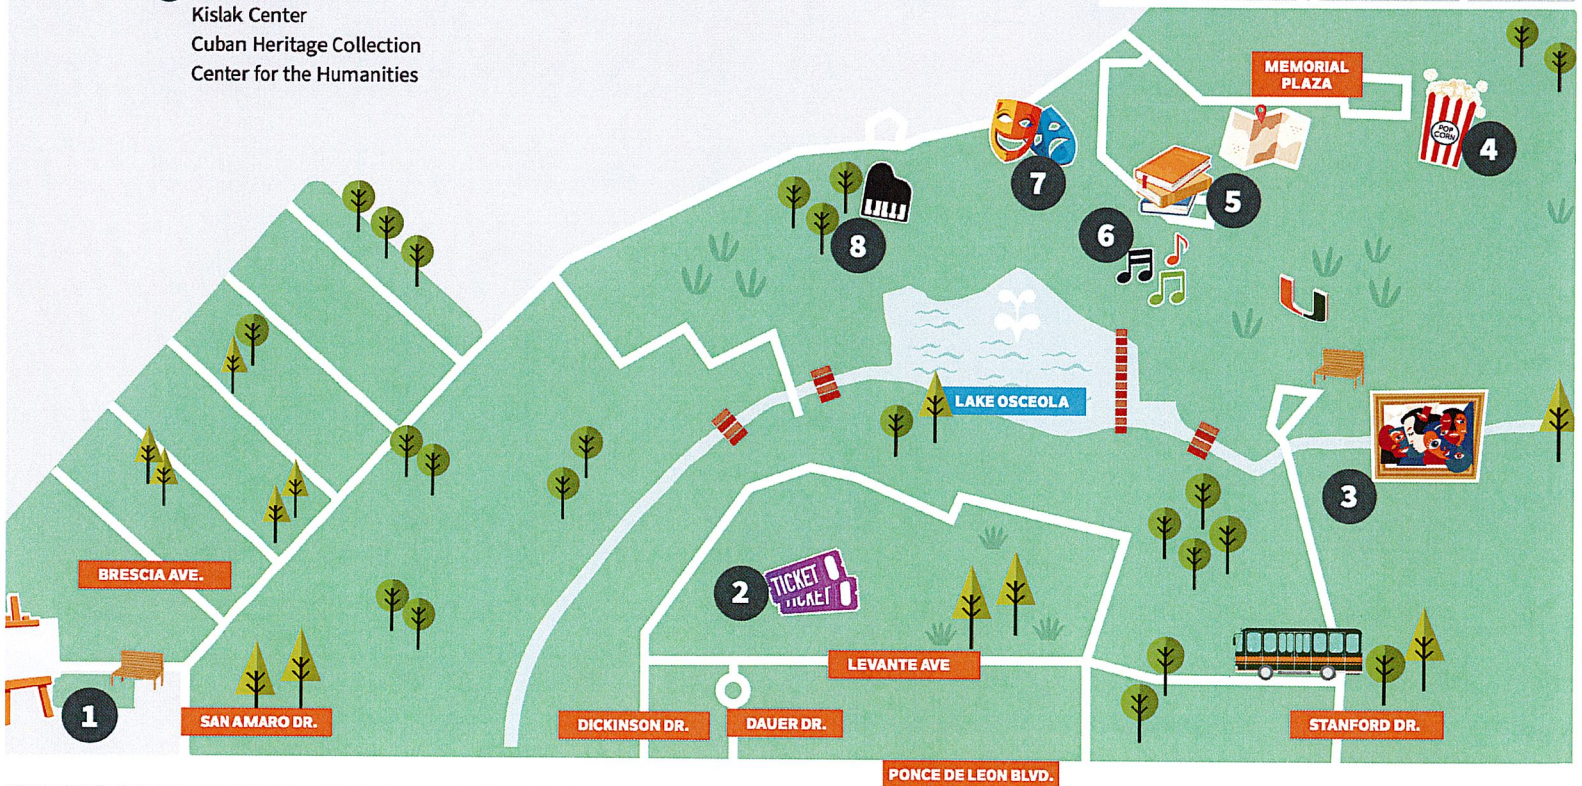 Kislak Center
Cuban Heritage Collection
Center for the Humanities
MEMORIAL
PLAZA
POP
CORN
4
7
5
6
8
LAKE OSCEOLA
3
2
TICKET
TICKET
BRESCIA AVE.
1
SAN AMARO DR.
LEVANTE AVE
DICKINSON DR.
DAUER DR.
STANFORD DR.
PONCE DE LEON BLVD.